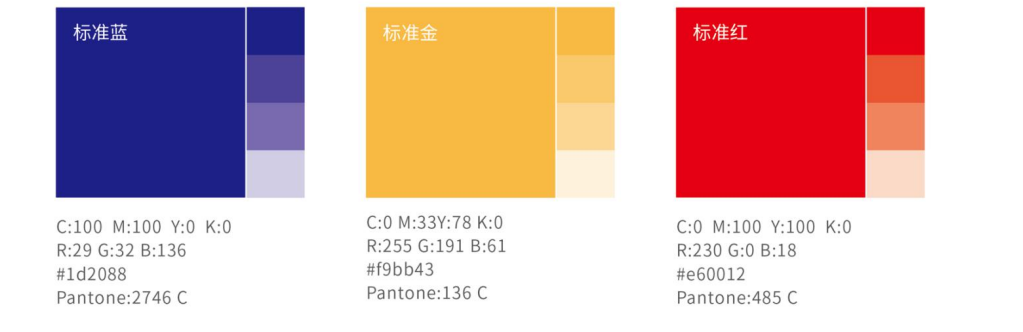 标准蓝
C:100 M:100 Y:0 K:0
R:29 G:32 B:136
#1d2088
Pantone:2746 C
标准金
C:0 M:33Y:78 K:0
R:255 G:191 B:61
#f9bb43
Pantone:136 C
标准红
C:0 M:100 Y:100 K:0
R:230 G:0 B:18
#e60012
Pantone:485 C